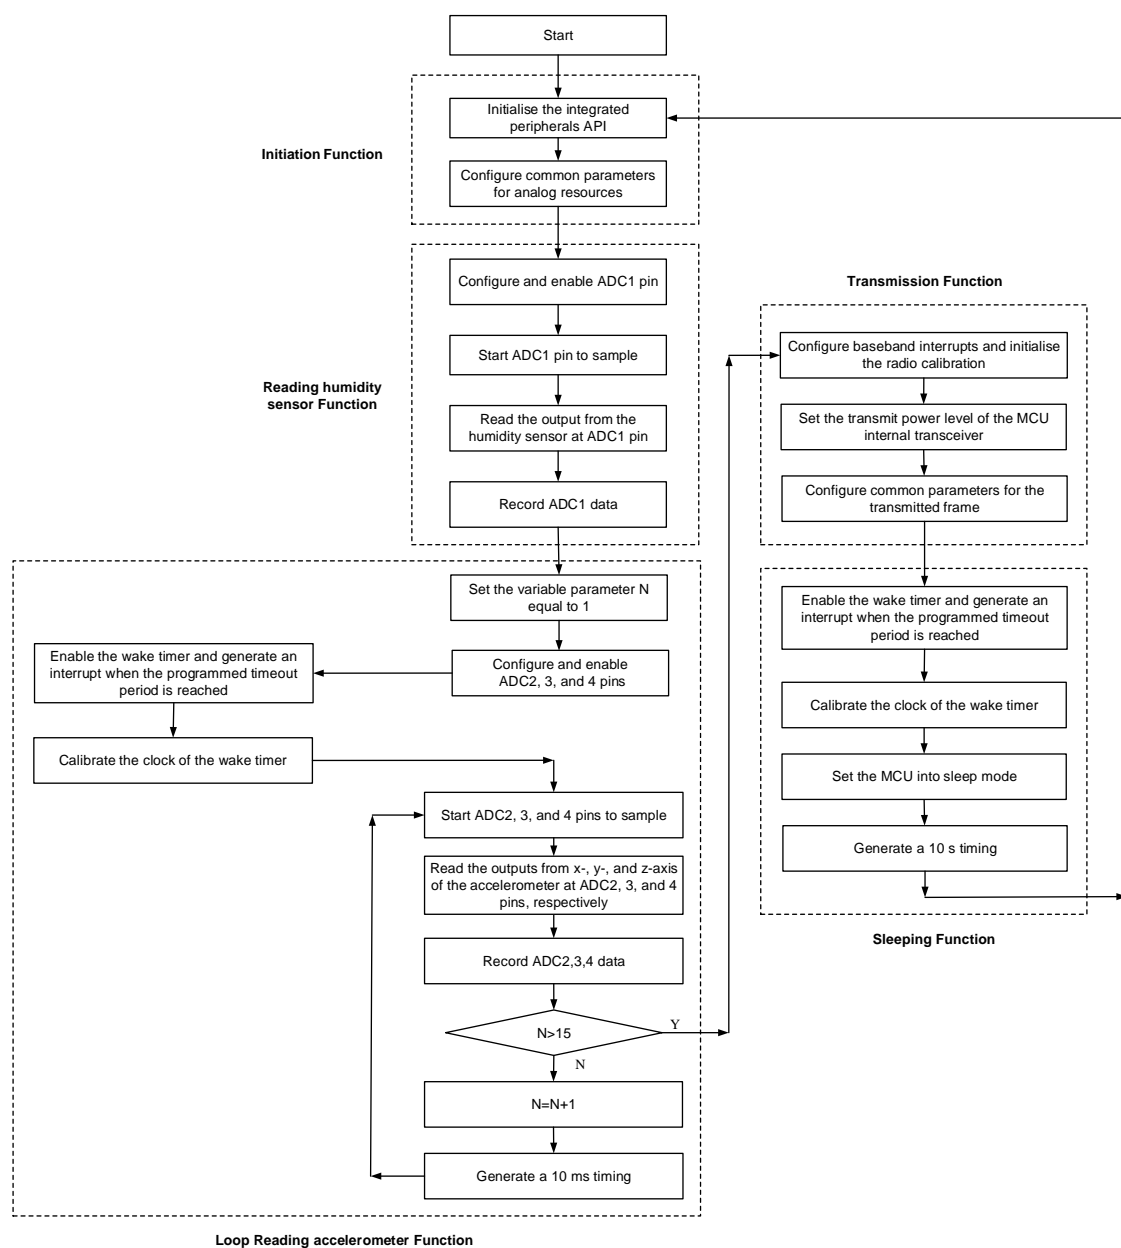 Start
Initialise the integrated
peripherals API
Initiation Function
Configure common parameters
for analog resources
Configure and enable ADC1 pin
Start ADC1 pin to sample
Reading humidity
sensor Function
Read the output from the
humidity sensor at ADC1 pin
Record ADC1 data
Set the variable parameter N
equal to 1
Configure and enable
ADC2, 3, and 4 pins
Enable the wake timer and generate an
interrupt when the programmed timeout
period is reached
Calibrate the clock of the wake timer
Start ADC2, 3, and 4 pins to sample
Read the outputs from x-, y-, and z-axis
of the accelerometer at ADC2, 3, and 4
pins, respectively
Record ADC2,3,4 data
N>15
Y
N
N=N+1
Generate a 10 ms timing
Loop Reading accelerometer Function
Transmission Function
Configure baseband interrupts and initialise
the radio calibration
Set the transmit power level of the MCU
internal transceiver
Configure common parameters for the
transmitted frame
Enable the wake timer and generate an
interrupt when the programmed timeout
period is reached
Calibrate the clock of the wake timer
Set the MCU into sleep mode
Generate a 10 s timing
Sleeping Function